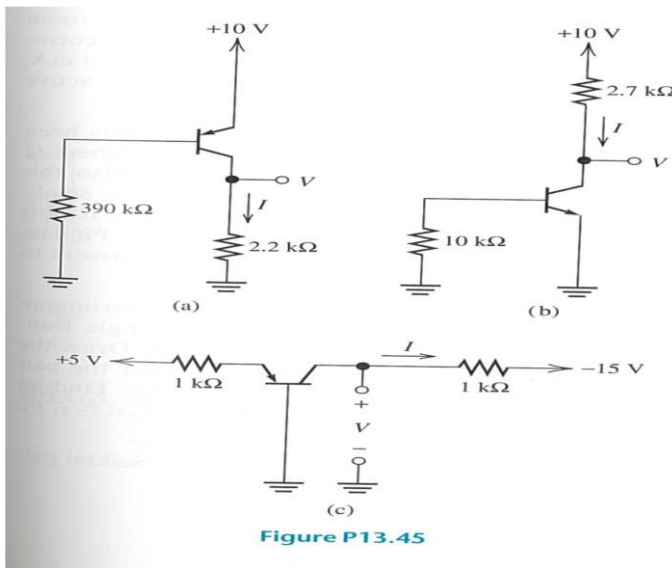 +10 V
390 kΩ
V
I
2.2 kΩ
(a)
+10 V
2.7 kΩ
I
V
10 kΩ
(b)
+5 V
1 kΩ
I
1 kΩ
−15 V
+
V
−
(c)
Figure P13.45